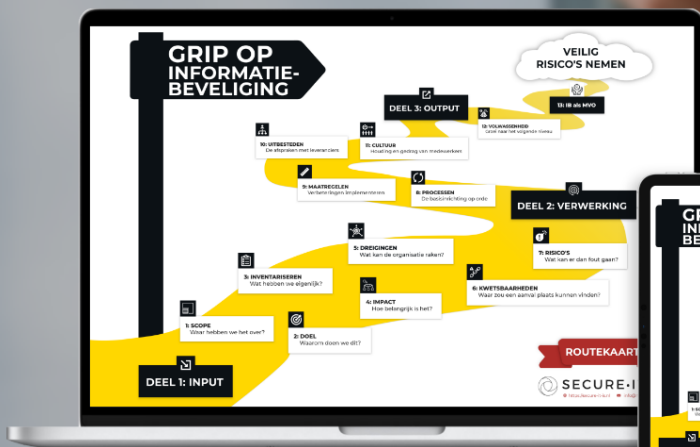 GRIP OP
INFORMATIE-
BEVELIGING
VEILIG
RISICO'S NEMEN
13: IB als MVO
DEEL 3: OUTPUT
12: VOLWASSENHEID
Groei naar het volgende niveau
10: UITBESTEDEN
De afspraken met leveranciers
11: CULTUUR
Houding en gedrag van medewerkers
9: MAATREGELEN
Verbeteringen implementeren
8: PROCESSEN
De basisinrichting op orde
DEEL 2: VERWERKING
5: DREIGINGEN
Wat kan de organisatie raken?
7: RISICO'S
Wat kan er dan fout gaan?
3: INVENTARISEREN
Wat hebben we eigenlijk?
6: KWETSBAARHEDEN
Waar zou een aanval plaats kunnen vinden?
4: IMPACT
Hoe belangrijk is het?
1: SCOPE
Waar hebben we het over?
2: DOEL
Waarom doen we dit?
DEEL 1: INPUT
ROUTEKAART
SECURE·I
GR
IN
BE